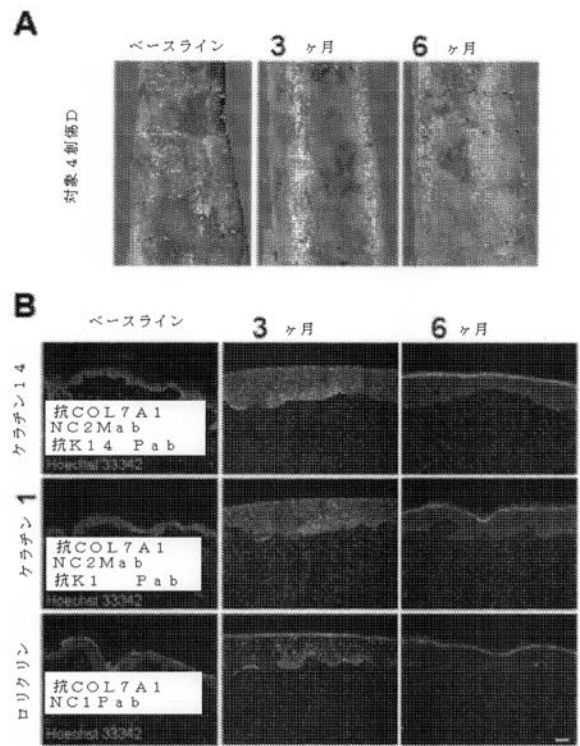 A
ベースライン
3 ヶ月
6 ヶ月
対象4創傷D
B
ベースライン
3 ヶ月
6 ヶ月
ケラチン14
抗COL7A1
NC2Mab
抗K14 Pab
Hoechst 33342
ケラチン1
抗COL7A1
NC2Mab
抗K1 Pab
Hoechst 33342
ロリクリン
抗COL7A1
NC1Pab
Hoechst 33342